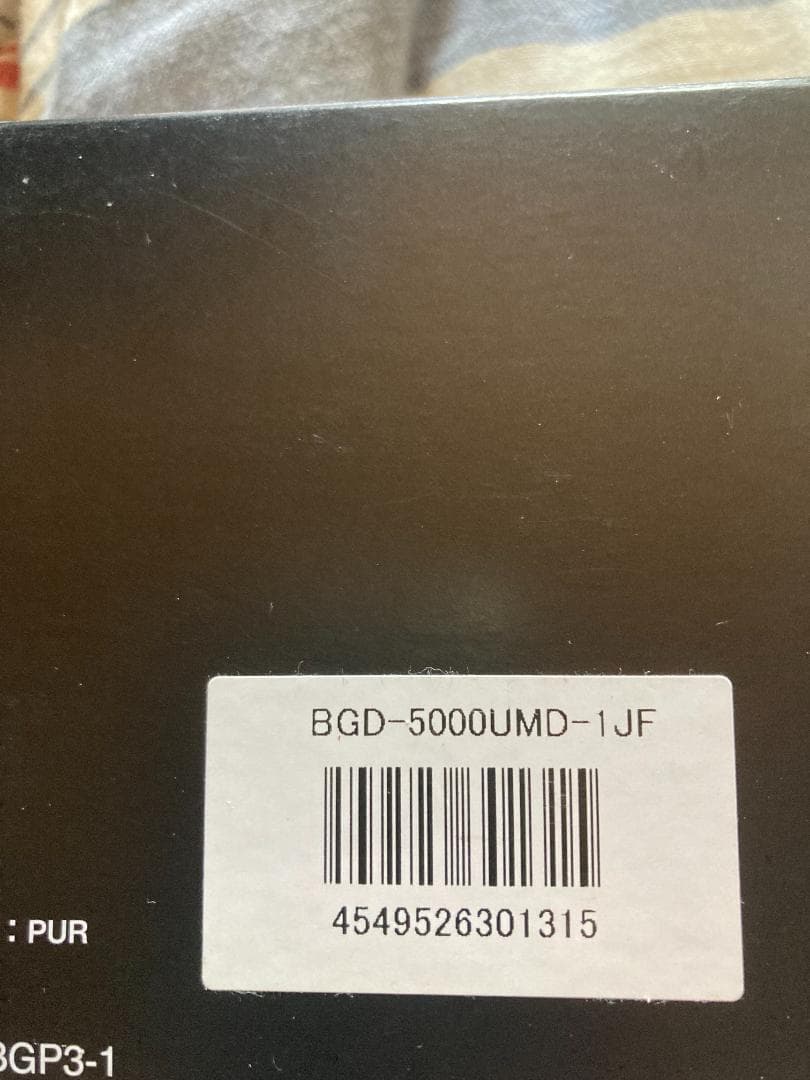 BGD-5000UMD-1JF
4549526301315
: PUR
BGP3-1